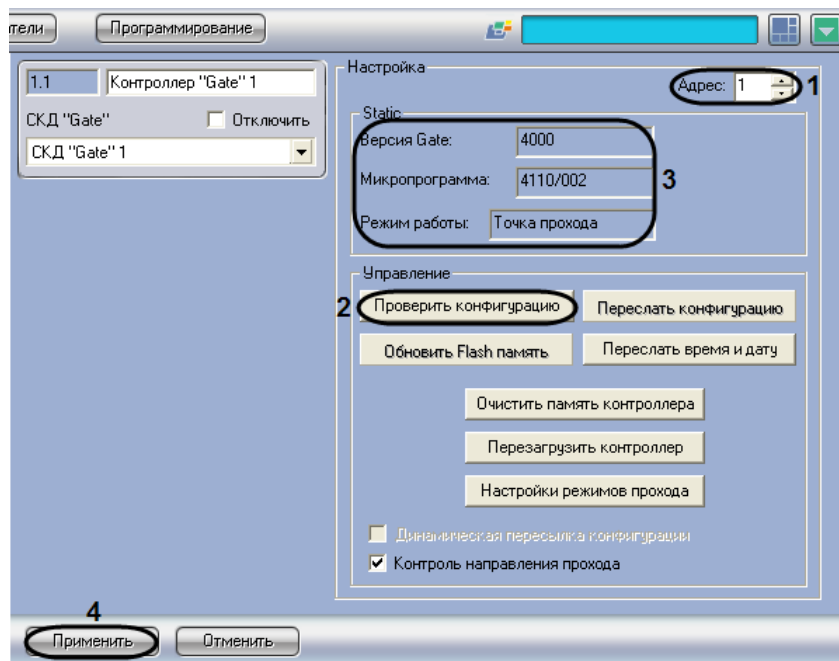 тели
Программирование
1.1
Контроллер "Gate" 1
СКД "Gate"
Отключить
СКД "Gate" 1
Настройка
Адрес: 1
1
Static
Версия Gate: 4000
Микропрограмма: 4110/002
3
Режим работы: Точка прохода
Управление
2
Проверить конфигурацию
Переслать конфигурацию
Обновить Flash память
Переслать время и дату
Очистить память контроллера
Перезагрузить контроллер
Настройки режимов прохода
Динамическая пересылка конфигурации
Контроль направления прохода
4
Применить
Отменить